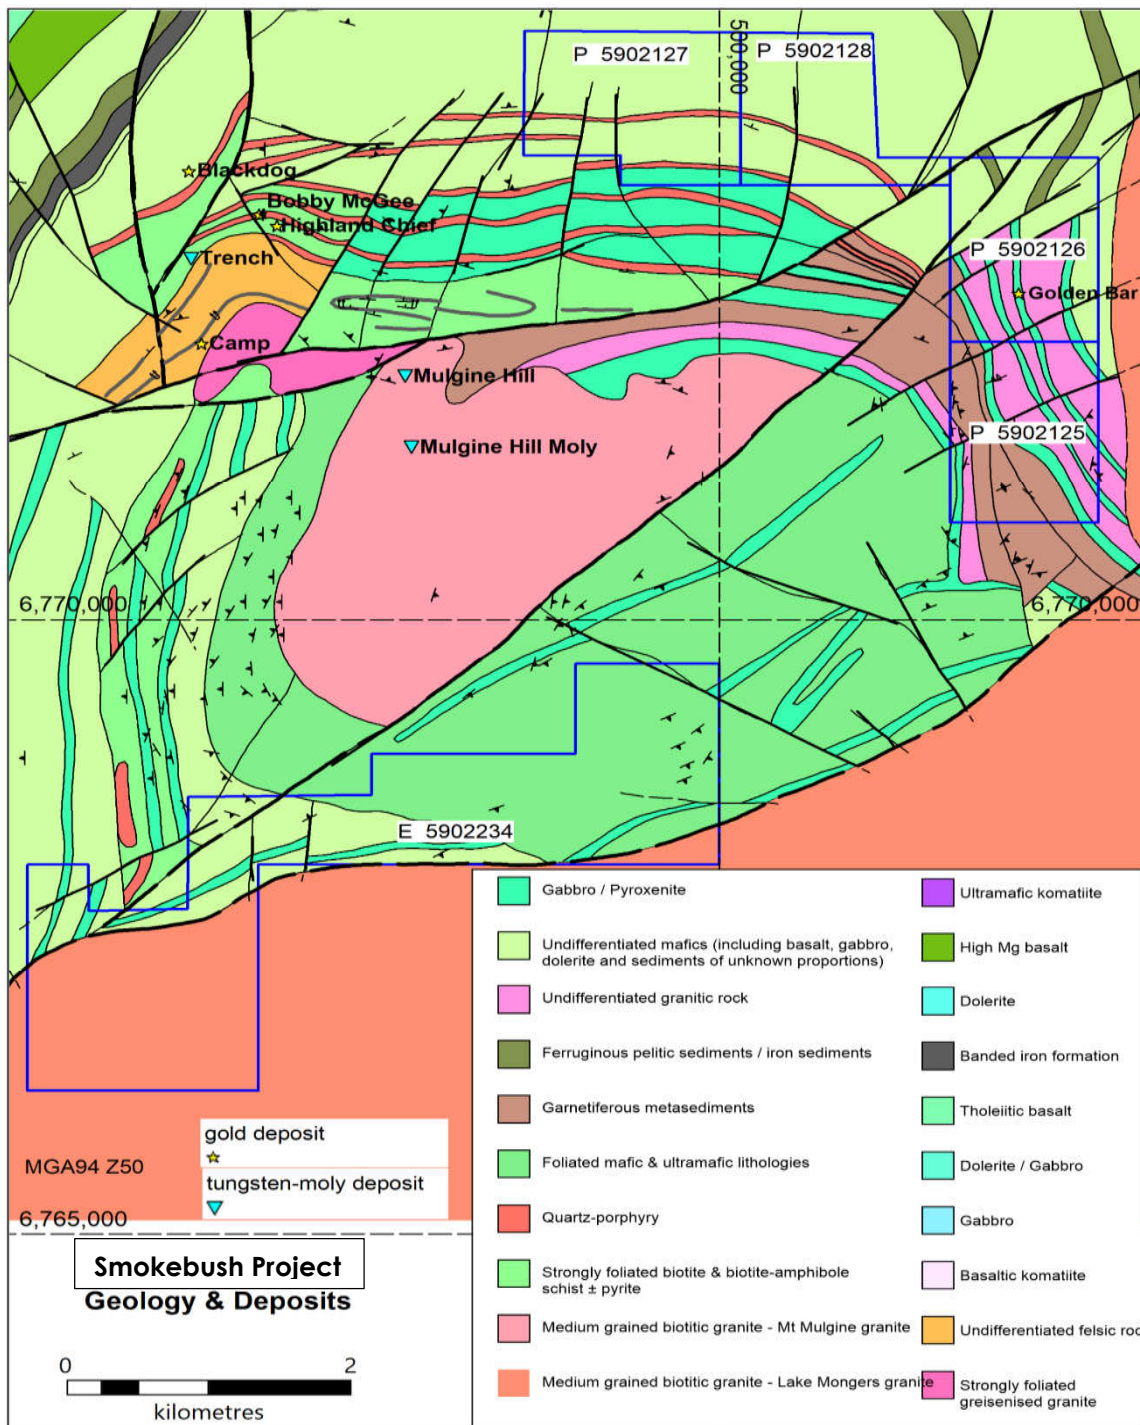 P 5902127
500,000
P 5902128
Blackdog
Bobby McGee
Highland Chief
Trench
P 5902126
Golden Bar
Camp
Mulgine Hill
P 5902125
Mulgine Hill Moly
6,770,000
6,770,000
E 5902234
Gabbro / Pyroxenite
Undifferentiated mafics (including basalt, gabbro,
dolerite and sediments of unknown proportions)
Undifferentiated granitic rock
Ferruginous pelitic sediments / iron sediments
Garnetiferous metasediments
Foliated mafic & ultramafic lithologies
Quartz-porphyry
Strongly foliated biotite & biotite-amphibole
schist ± pyrite
Medium grained biotitic granite - Mt Mulgine granite
Medium grained biotitic granite - Lake Mongers granite
Ultramafic komatiite
High Mg basalt
Dolerite
Banded iron formation
Tholeiitic basalt
Dolerite / Gabbro
Gabbro
Basaltic komatiite
Undifferentiated felsic roc
Strongly foliated
greisenised granite
gold deposit
MGA94 Z50
tungsten-moly deposit
6,765,000
Smokebush Project
Geology & Deposits
0 2
kilometres